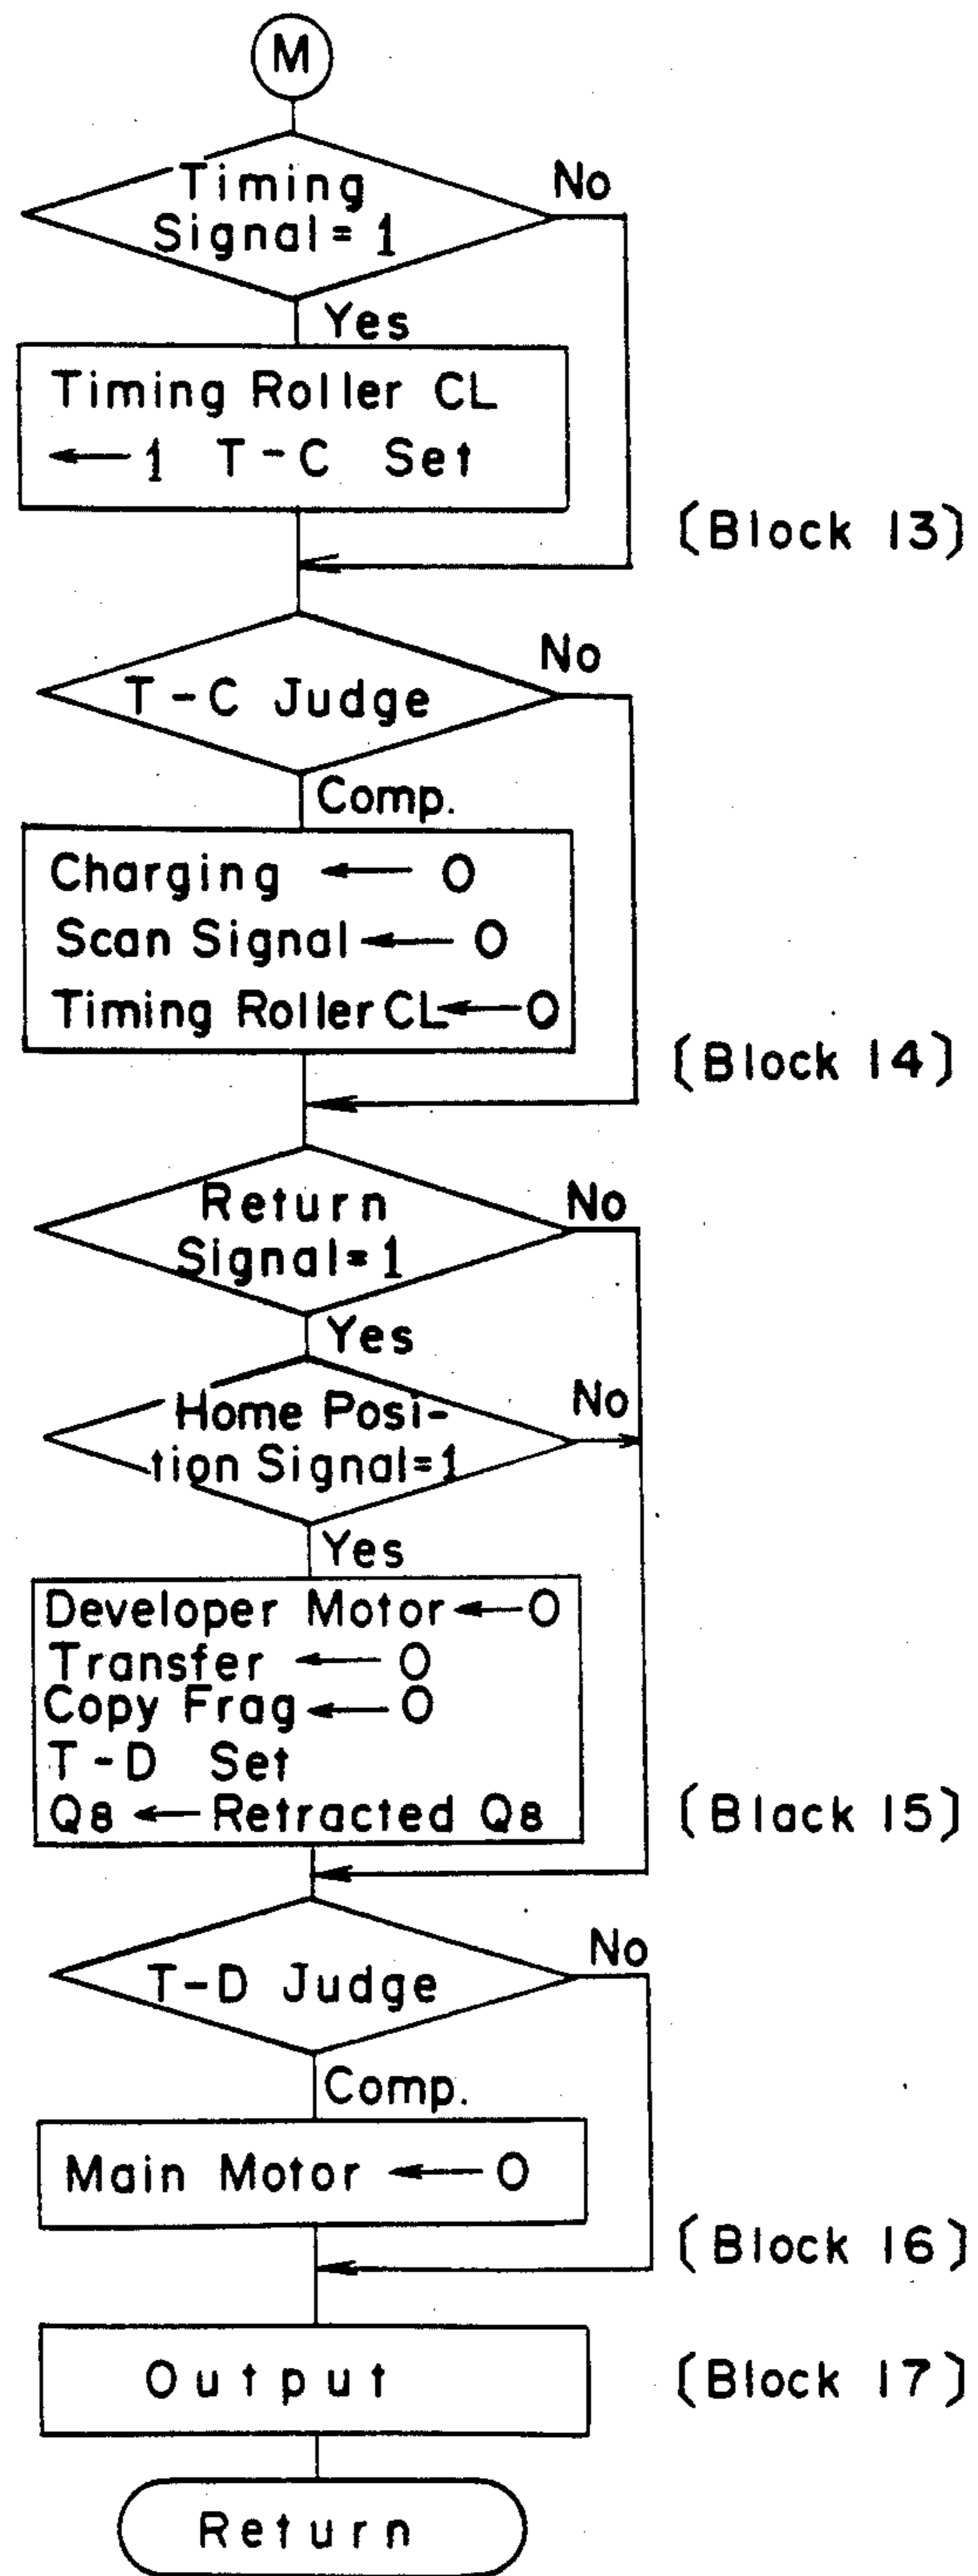 M
Timing
Signal = 1
No
Yes
Timing Roller CL
← 1 T-C Set
(Block 13)
T-C Judge
No
Comp.
Charging ← 0
Scan Signal ← 0
Timing Roller CL ← 0
(Block 14)
Return
Signal = 1
No
Yes
Home Posi-
tion Signal = 1
No
Yes
Developer Motor ← 0
Transfer ← 0
Copy Frag ← 0
T-D Set
Q8 ← Retracted Q8
(Black 15)
T-D Judge
No
Comp.
Main Motor ← 0
(Block 16)
Output
(Block 17)
Return